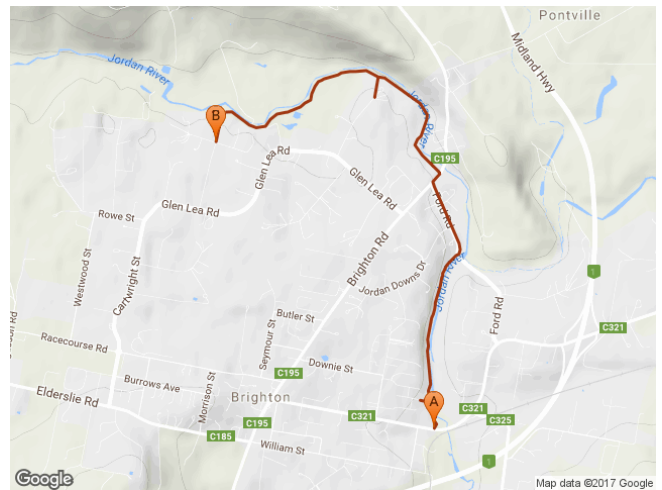 Pontville
Midland Hwy
Jordan River
B
Jordan River
C195
Glen Lea Rd
Glen Lea Rd
Glen Lea Rd
Rowe St
Ford Rd
Westwood St
Brighton Rd
Jordan River
Cartwright St
Jordan Downs Dr
1
Ford Rd
Butler St
Seymour St
C321
Racecourse Rd
Downie St
C195
Burrows Ave
Morrison St
Elderslie Rd
Brighton
A
C321
C321
C195
C325
C185
William St
1
Google
Map data ©2017 Google